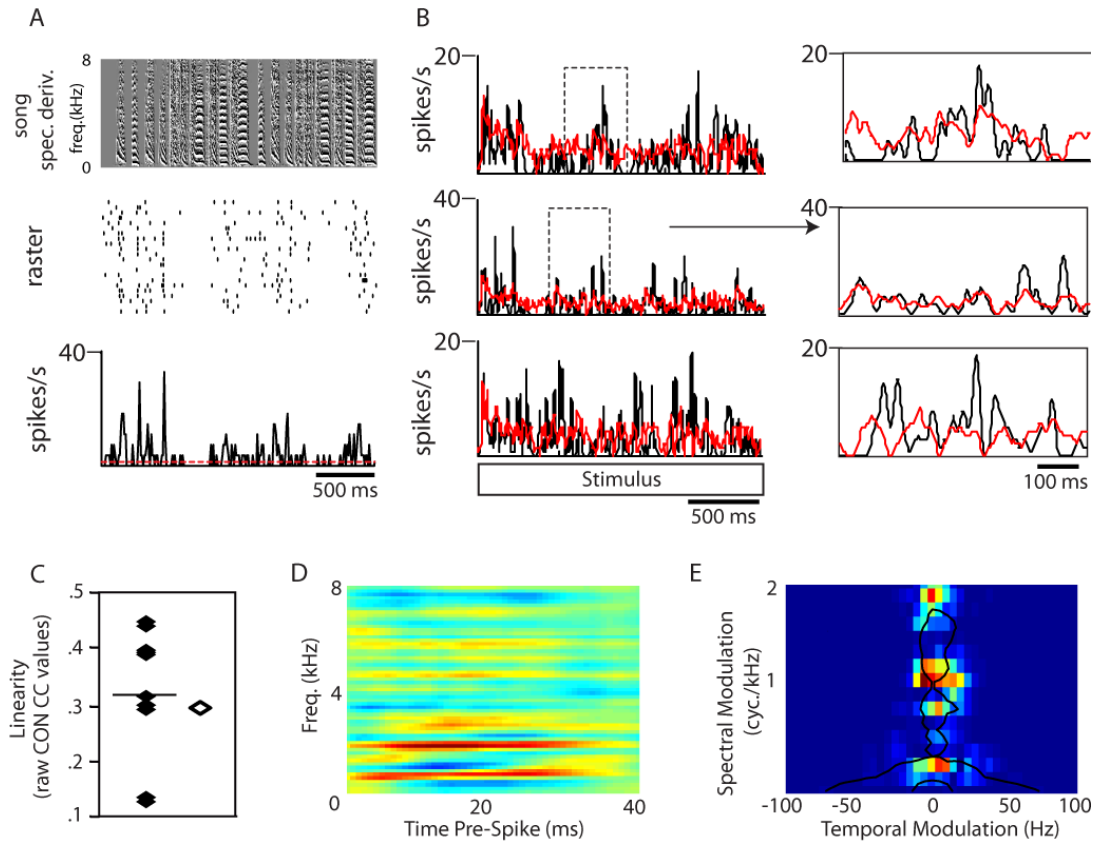 A
song
spec. deriv.
freq.(kHz)
8
0
raster
spikes/s
40
500 ms
B
spikes/s
20
20
spikes/s
40
40
spikes/s
20
20
Stimulus
500 ms
100 ms
C
Linearity
(raw CON CC values)
.5
.4
.3
.2
.1
D
Freq. (kHz)
8
4
0
20
40
Time Pre-Spike (ms)
E
Spectral Modulation
(cyc./kHz)
2
1
-100
-50
0
50
100
Temporal Modulation (Hz)